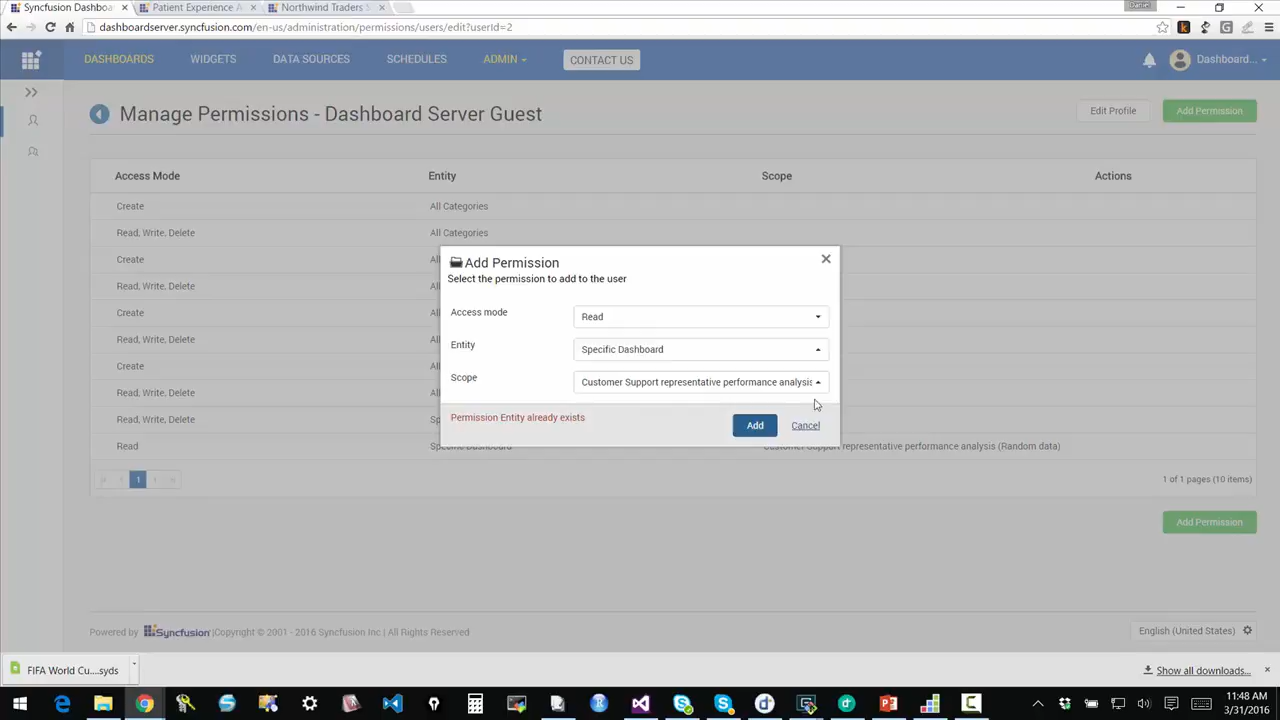 Syncfusion Dashboa
Patient Experience A
Northwind Traders S
Daniel
dashboardserver.syncfusion.com/en-us/administration/permissions/users/edit?userId=2
DASHBOARDS WIDGETS DATA SOURCES SCHEDULES ADMIN CONTACT US Dashboard...
Manage Permissions - Dashboard Server Guest
Edit Profile
Add Permission
Access Mode Entity Scope Actions
Create All Categories
Read, Write, Delete All Categories
Create
Read, Write, Delete
Create
Read, Write, Delete
Create
Read, Write, Delete
Read, Write, Delete
Read Specific Dashboard Customer Support representative performance analysis (Random data)
Add Permission
Select the permission to add to the user
Access mode Read
Entity Specific Dashboard
Scope Customer Support representative performance analysis
Permission Entity already exists
Add
Cancel
1
1 of 1 pages (10 items)
Add Permission
Powered by Syncfusion |Copyright © 2001 - 2016 Syncfusion Inc | All Rights Reserved
English (United States)
FIFA World Cu....syds
Show all downloads...
11:48 AM
3/31/2016